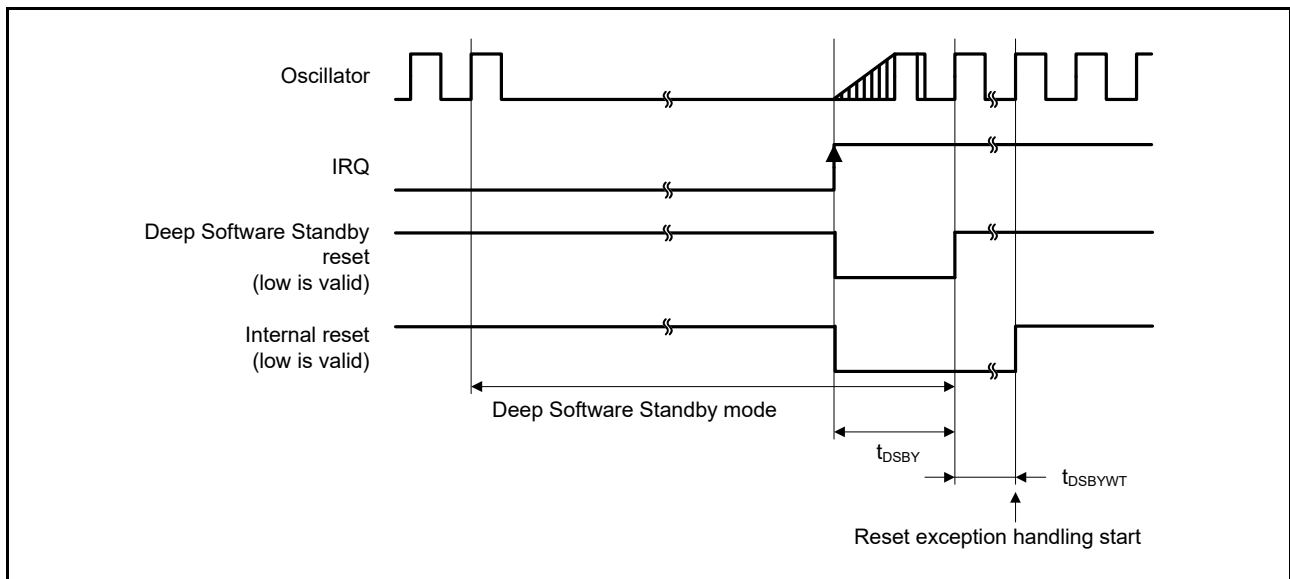 Oscillator
IRQ
Deep Software Standby
reset
(low is valid)
Internal reset
(low is valid)
Deep Software Standby mode
tDSBY
tDSBYWT
Reset exception handling start